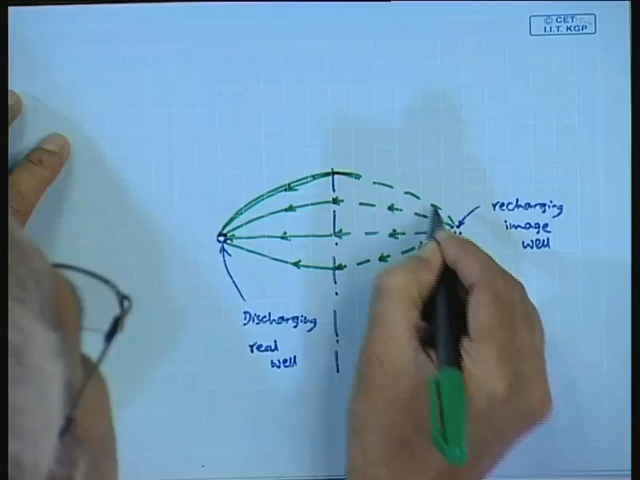 © CET
I.I.T. KGP
recharging
image
well
Discharging
real
well